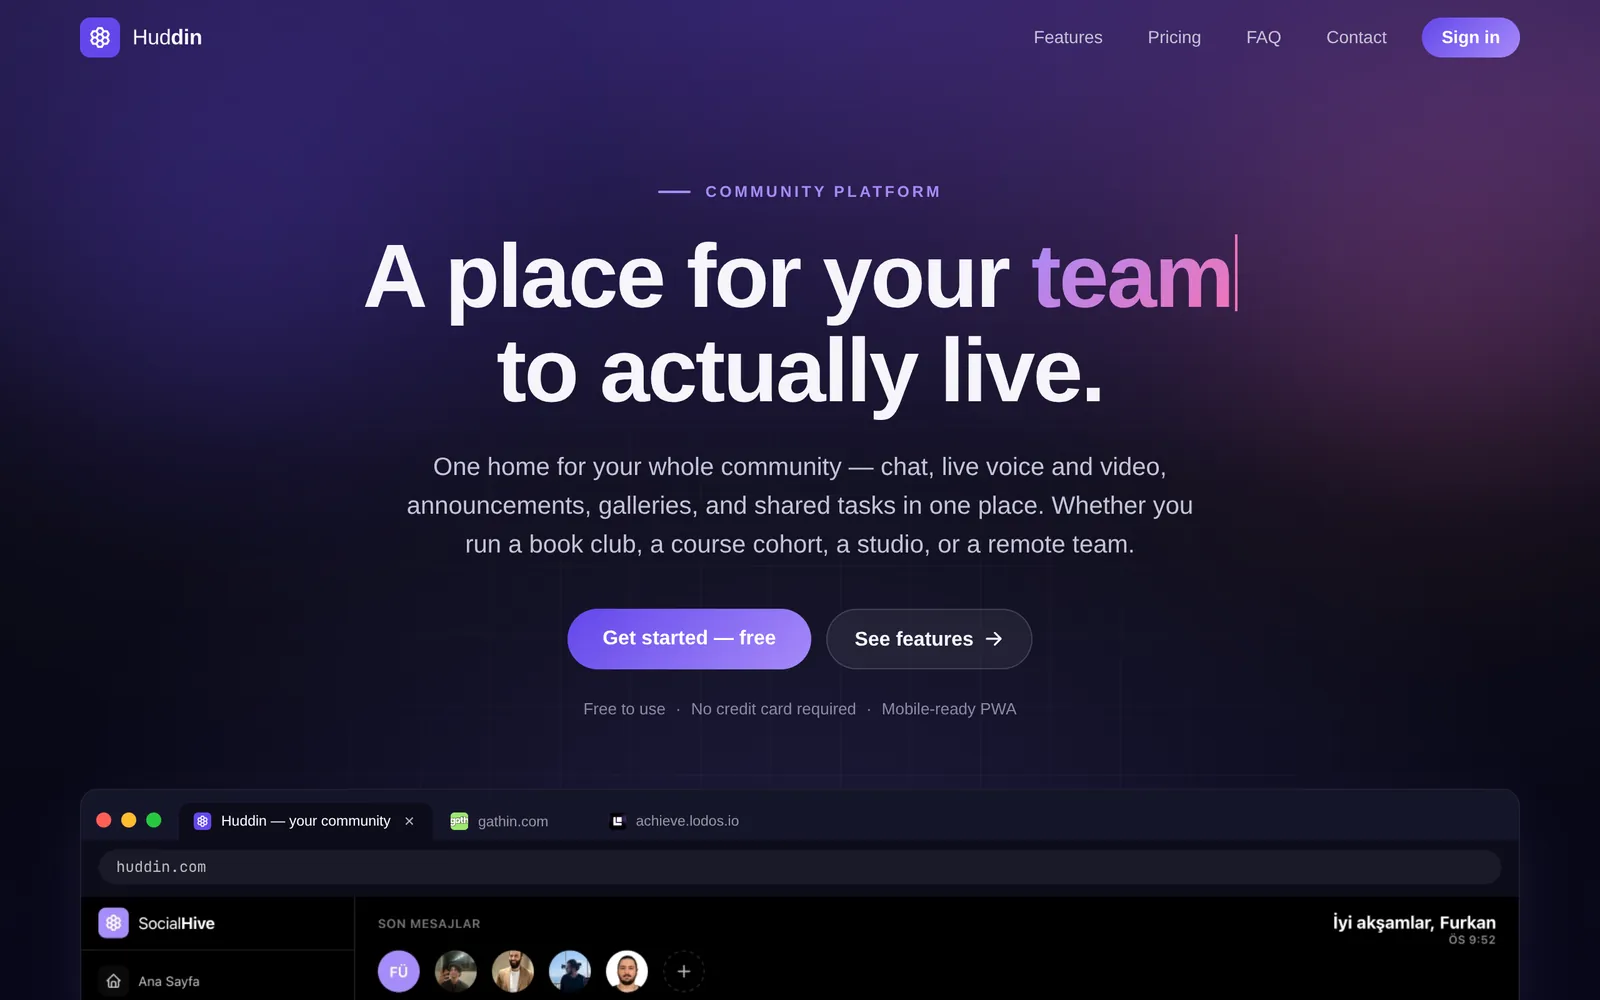 Huddin
Features
Pricing
FAQ
Contact
Sign in
COMMUNITY PLATFORM
A place for your team
to actually live.
One home for your whole community — chat, live voice and video,
announcements, galleries, and shared tasks in one place. Whether you
run a book club, a course cohort, a studio, or a remote team.
Get started — free
See features →
Free to use · No credit card required · Mobile-ready PWA
Huddin — your community
gathin.com
achieve.lodos.io
huddin.com
SocialHive
SON MESAJLAR
İyi akşamlar, Furkan
ÖS 9:52
FÜ
Ana Sayfa